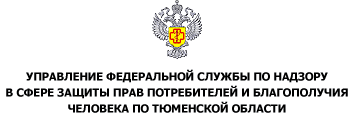 УПРАВЛЕНИЕ ФЕДЕРАЛЬНОЙ СЛУЖБЫ ПО НАДЗОРУ
В СФЕРЕ ЗАЩИТЫ ПРАВ ПОТРЕБИТЕЛЕЙ И БЛАГОПОЛУЧИЯ
ЧЕЛОВЕКА ПО ТЮМЕНСКОЙ ОБЛАСТИ